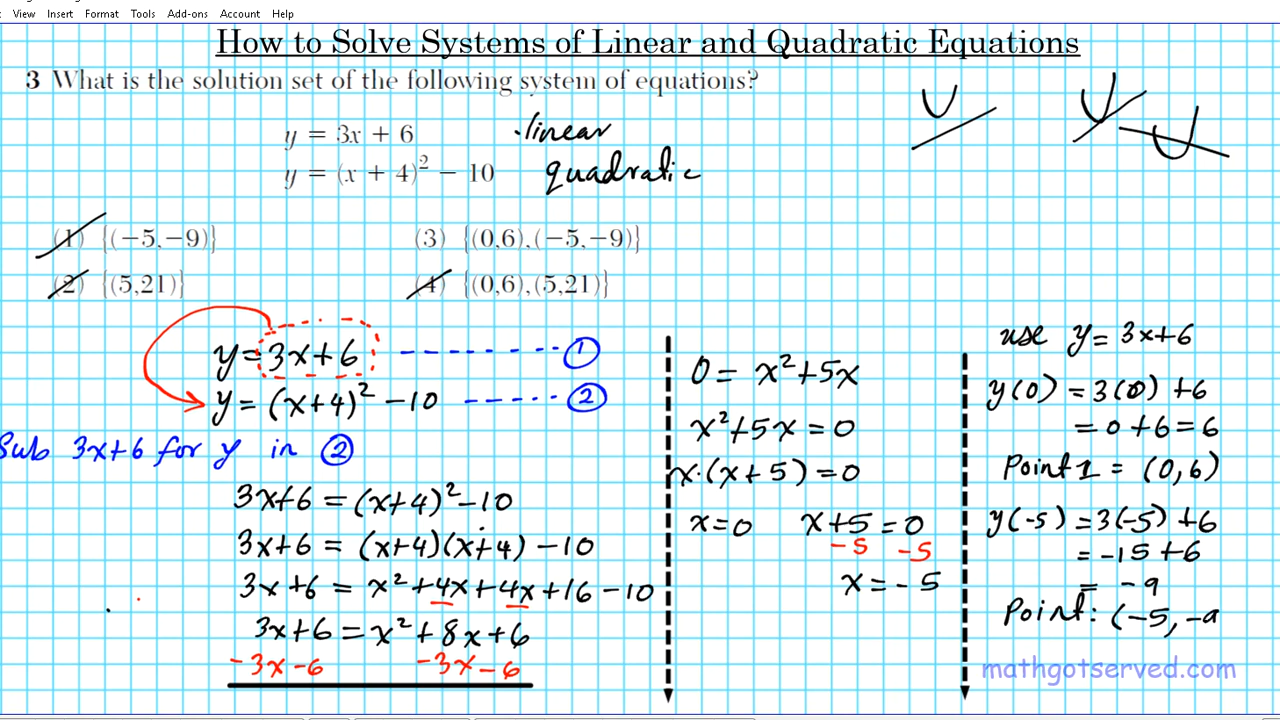 View Insert Format Tools Add-ons Account Help
How to Solve Systems of Linear and Quadratic Equations
3 What is the solution set of the following system of equations?
y = 3x + 6 .linear
y = (x + 4)² − 10 quadratic
(1) {(−5,−9)}
(2) {(5,21)}
(3) {(0,6),(−5,−9)}
(4) {(0,6),(5,21)}
y = 3x+6 -------- ①
y = (x+4)² −10 ----- ②
Sub 3x+6 for y in ②
3x+6 = (x+4)² −10
3x+6 = (x+4)(x+4) −10
3x+6 = x² +4x+4x+16 −10
3x+6 = x² +8x+6
−3x −6 −3x −6
0 = x²+5x
x²+5x = 0
x·(x+5) = 0
x=0 x+5=0
−5 −5
x = −5
use y = 3x+6
y(0) = 3(0) +6
= 0 +6 = 6
Point 1 = (0,6)
y(−5) = 3(−5) +6
= −15 +6
= −9
Point: (−5, −9
mathgotserved.com